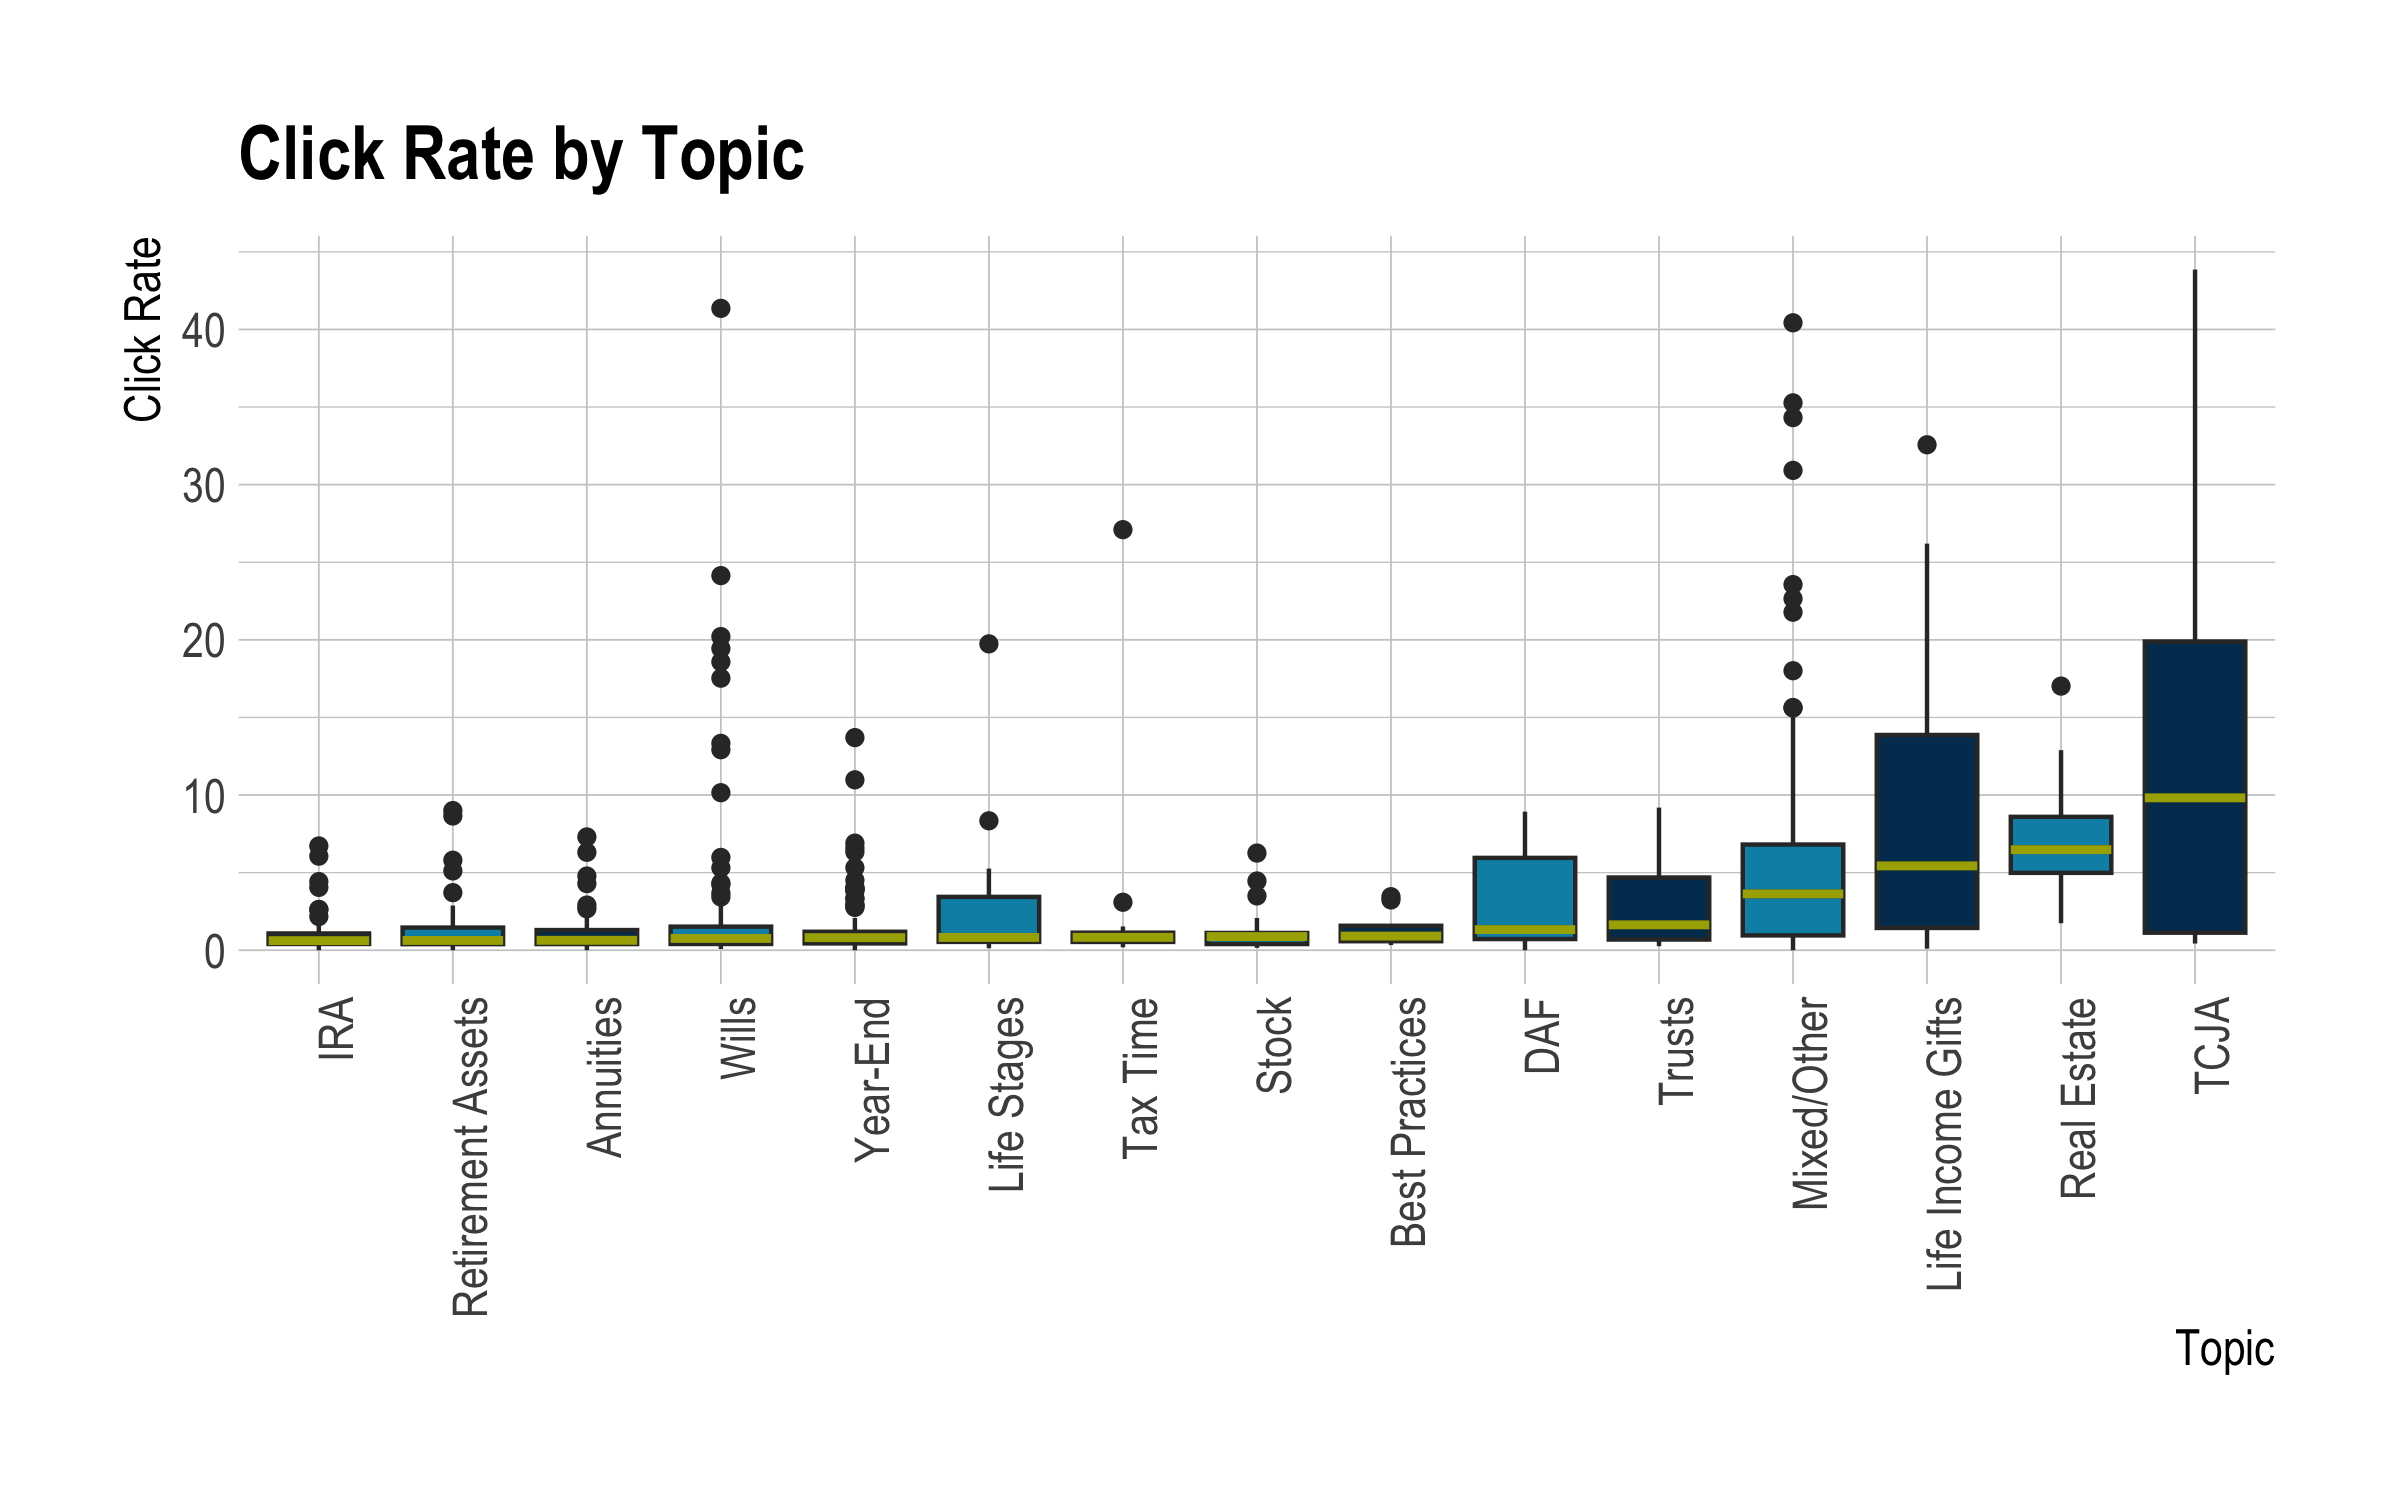 Click Rate by Topic
Click Rate
40
30
20
10
0
IRA
Retirement Assets
Annuities
Wills
Year-End
Life Stages
Tax Time
Stock
Best Practices
DAF
Trusts
Mixed/Other
Life Income Gifts
Real Estate
TCJA
Topic